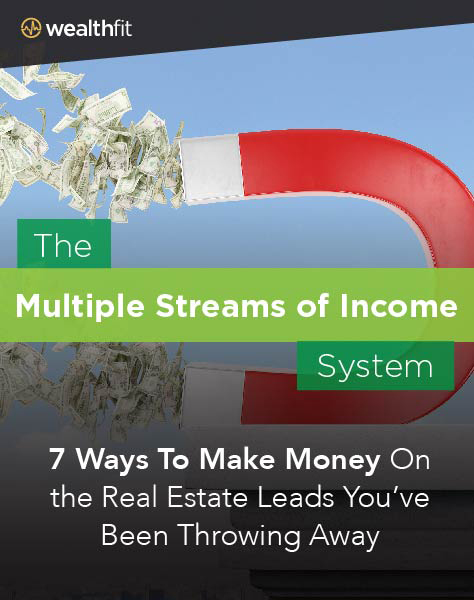 wealthfit
The
Multiple Streams of Income
System
7 Ways To Make Money On
the Real Estate Leads You’ve
Been Throwing Away